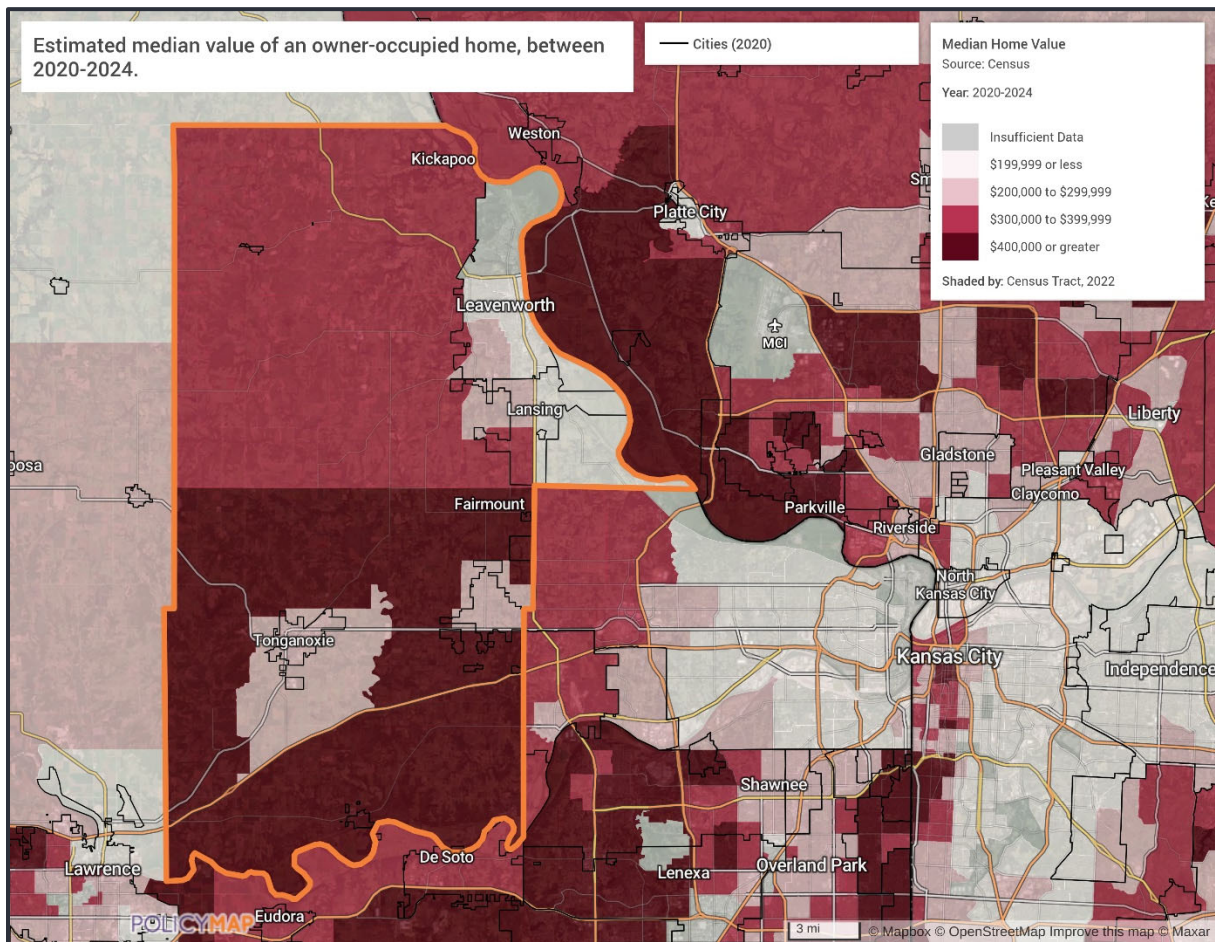 Estimated median value of an owner-occupied home, between
2020-2024.
Cities (2020)
Median Home Value
Source: Census
Year: 2020-2024
Insufficient Data
$199,999 or less
$200,000 to $299,999
$300,000 to $399,999
$400,000 or greater
Shaded by: Census Tract, 2022
Weston
Kickapoo
Sm
Platte City
Ke
Leavenworth
MCI
Lansing
Liberty
Gladstone
osa
Pleasant Valley
Claycomo
Fairmount
Parkville
Riverside
North
Kansas City
Tonganoxie
Kansas City
Independence
Shawnee
De Soto
Overland Park
Lawrence
Lenexa
Eudora
POLICYMAP
3 mi
© Mapbox © OpenStreetMap Improve this map © Maxar